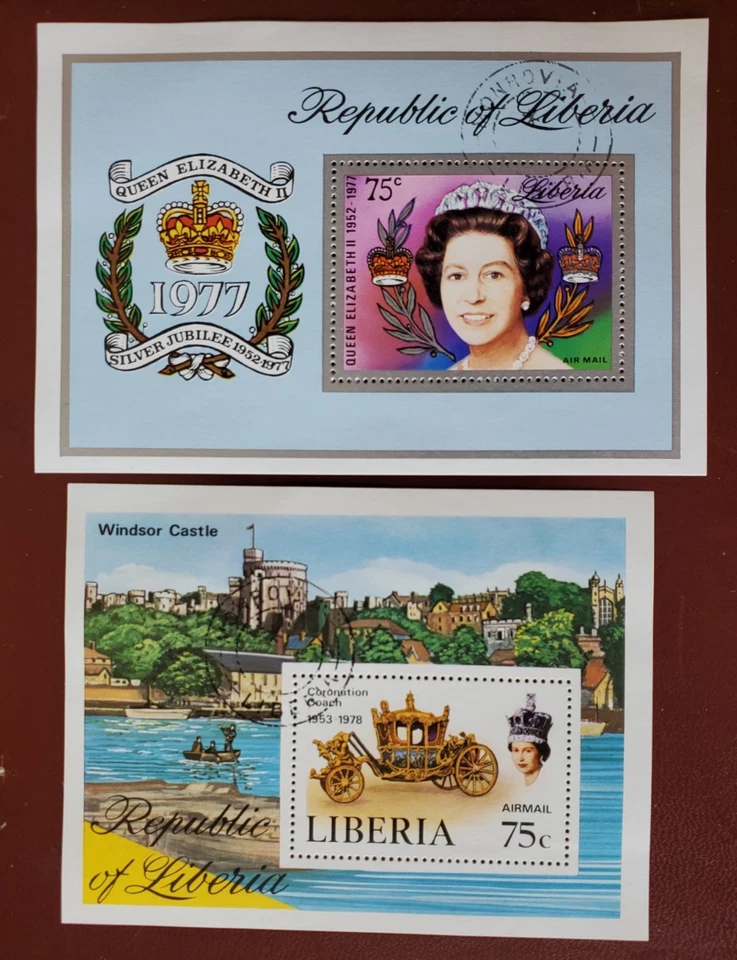 Republic of Liberia
ONROVIA
QUEEN ELIZABETH II
1977
SILVER JUBILEE 1952-1977
75c
Liberia
QUEEN ELIZABETH II 1952-1977
AIR MAIL
Windsor Castle
Coronation
Coach
1953 1978
AIRMAIL
LIBERIA
75c
Republic
of Liberia